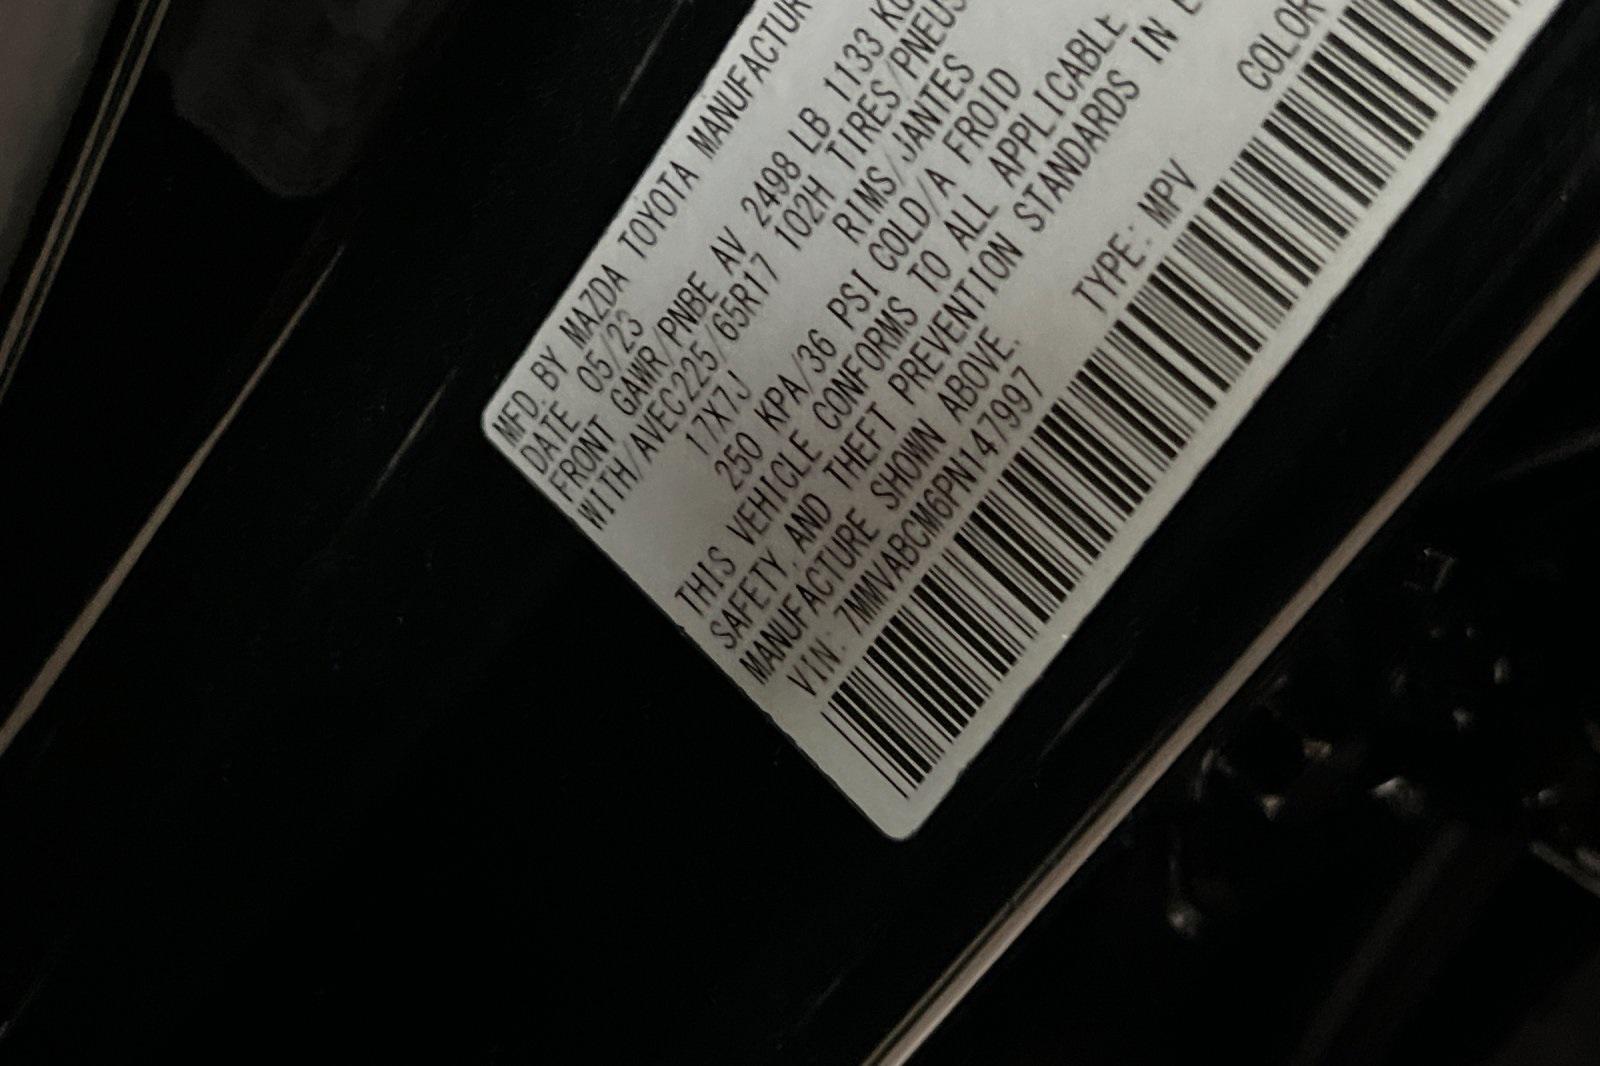 MFD. BY MAZDA TOYOTA MANUFACTUR
DATE 05/23
FRONT GAWR/PNBE AV 2498 LB 1133 KG
WITH/AVEC225/65R17 102H TIRES/PNEUS
17X7J RIMS/JANTES
250 KPA/36 PSI COLD/A FROID
THIS VEHICLE CONFORMS TO ALL APPLICABLE
SAFETY, AND THEFT PREVENTION STANDARDS IN E
MANUFACTURE SHOWN ABOVE.
VIN: 7MMVABCM6PN147997 TYPE: MPV COLOR